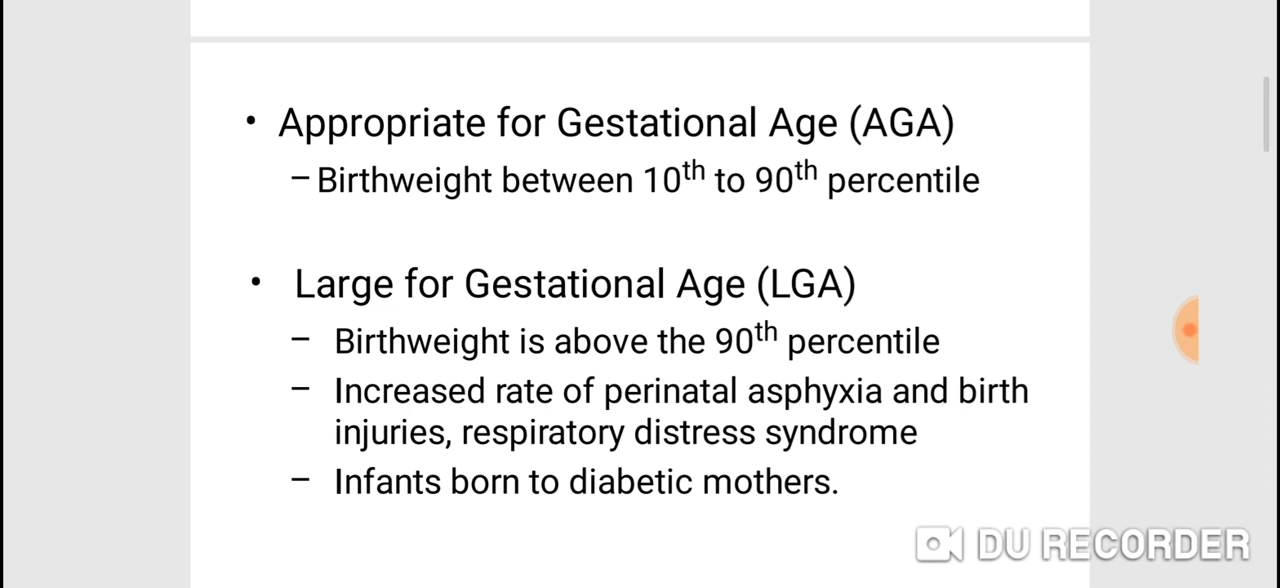 • Appropriate for Gestational Age (AGA)
– Birthweight between 10th to 90th percentile
• Large for Gestational Age (LGA)
– Birthweight is above the 90th percentile
– Increased rate of perinatal asphyxia and birth
injuries, respiratory distress syndrome
– Infants born to diabetic mothers.
DU RECORDER